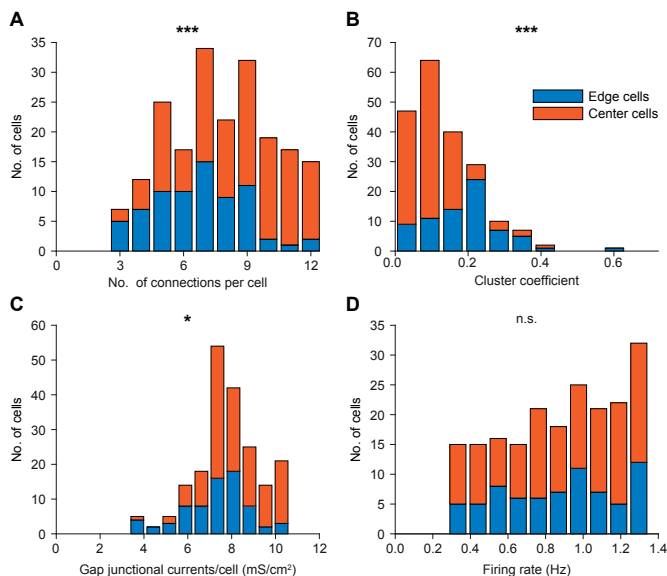 A
***
35
30
25
20
15
10
5
0
No. of cells
0 3 6 9 12
No. of connections per cell
B
***
70
60
50
40
30
20
10
0
No. of cells
Edge cells
Center cells
0.0 0.2 0.4 0.6
Cluster coefficient
C
*
60
50
40
30
20
10
0
No. of cells
2 4 6 8 10 12
Gap junctional currents/cell (mS/cm²)
D
n.s.
35
30
25
20
15
10
5
0
No. of cells
0.0 0.2 0.4 0.6 0.8 1.0 1.2 1.4
Firing rate (Hz)